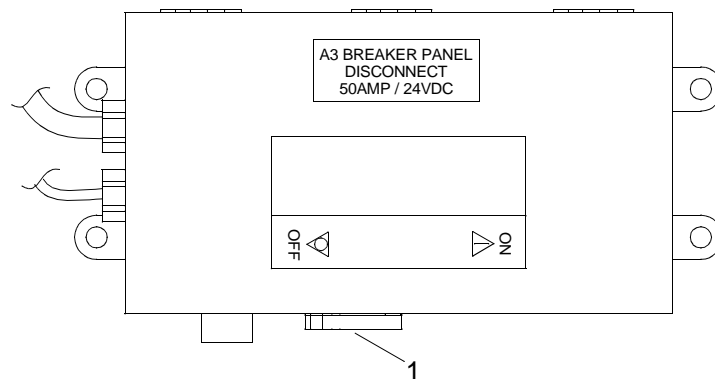 A3 BREAKER PANEL
DISCONNECT
50AMP / 24VDC
OFF
ON
1